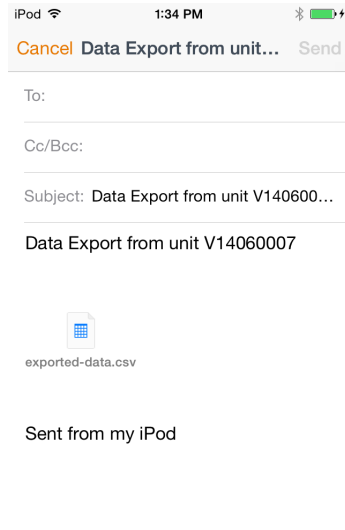 iPod 1:34 PM
Cancel Data Export from unit... Send
To:
Cc/Bcc:
Subject: Data Export from unit V140600...
Data Export from unit V14060007
exported-data.csv
Sent from my iPod